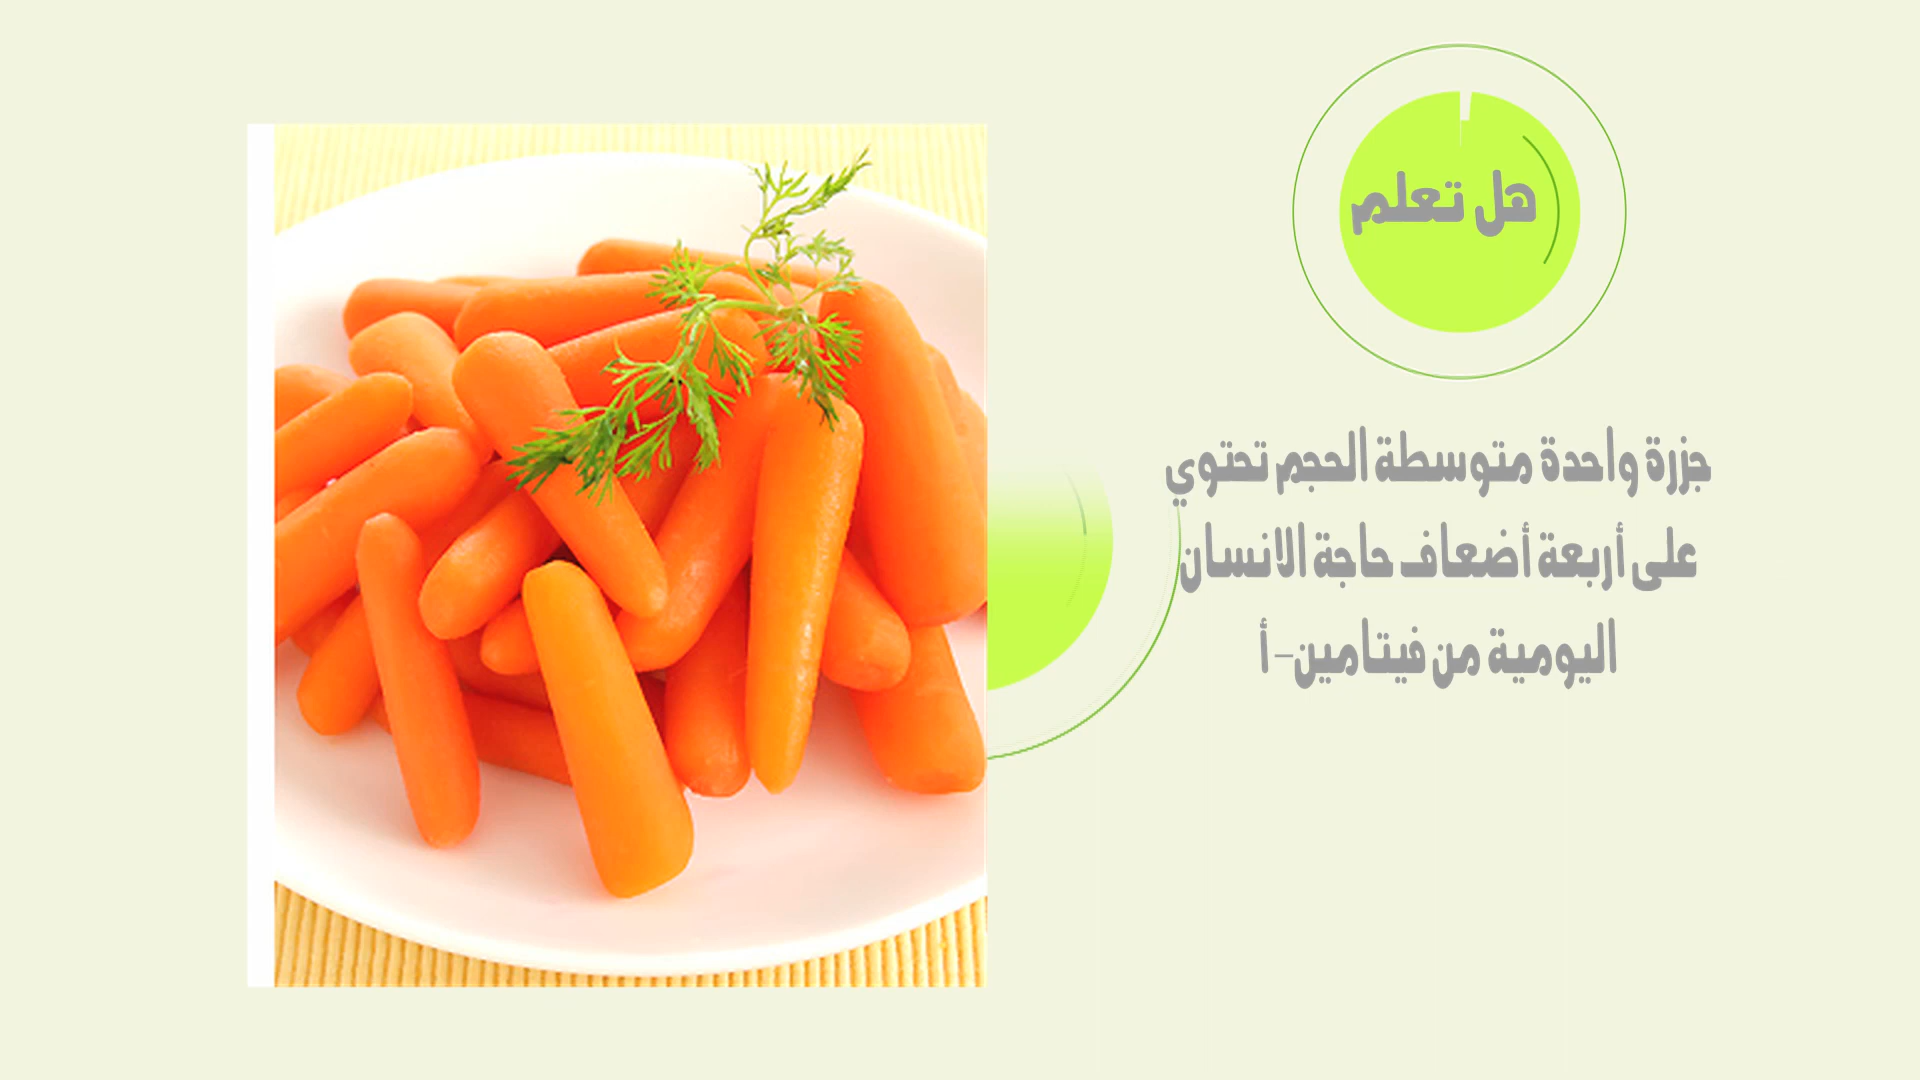 هل تعلم
جزرة واحدة متوسطة الحجم تحتوي
على أربعة أضعاف حاجة الانسان
اليومية من فيتامين- أ